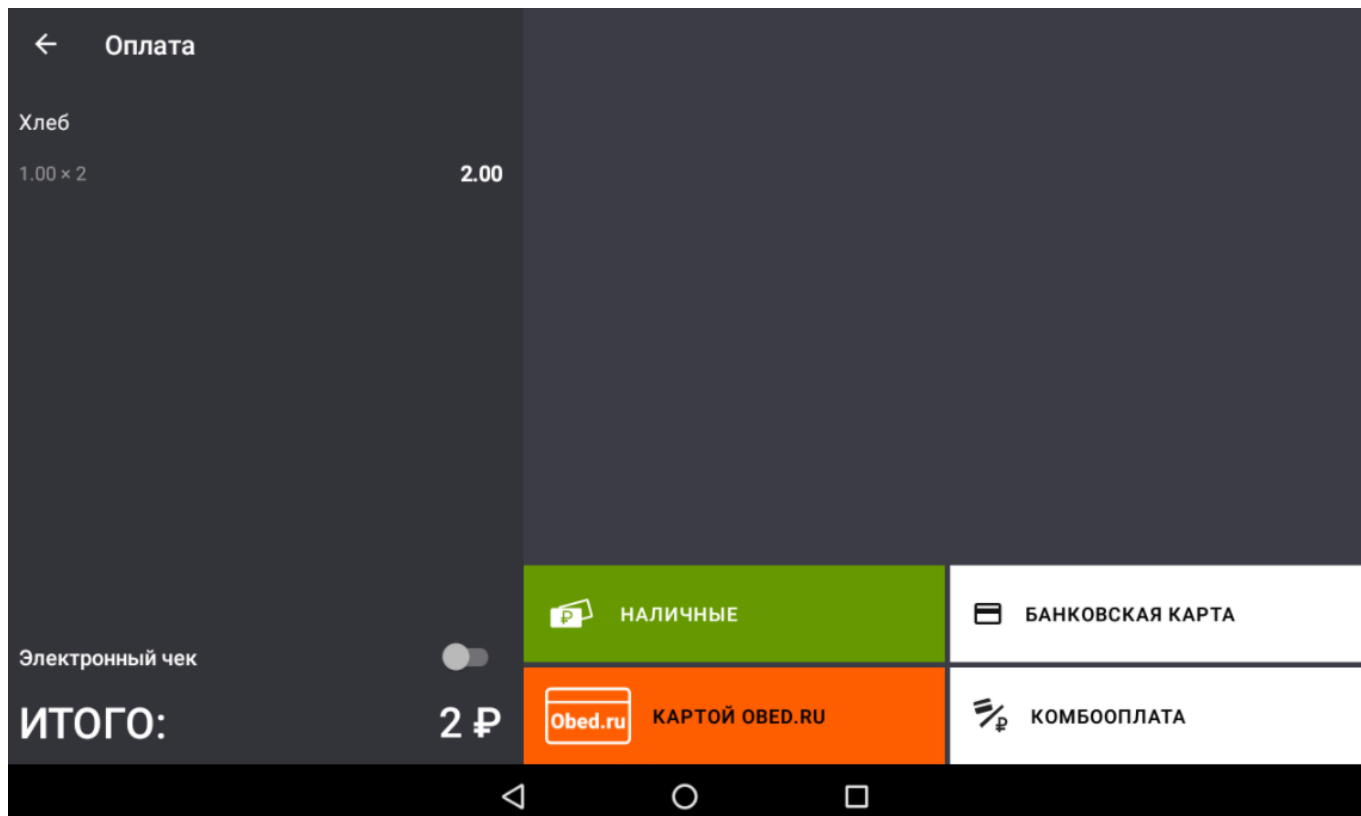 Оплата
Хлеб
1.00 × 2
2.00
Электронный чек
ИТОГО:
2 ₽
НАЛИЧНЫЕ
БАНКОВСКАЯ КАРТА
Obed.ru
КАРТОЙ OBED.RU
КОМБООПЛАТА